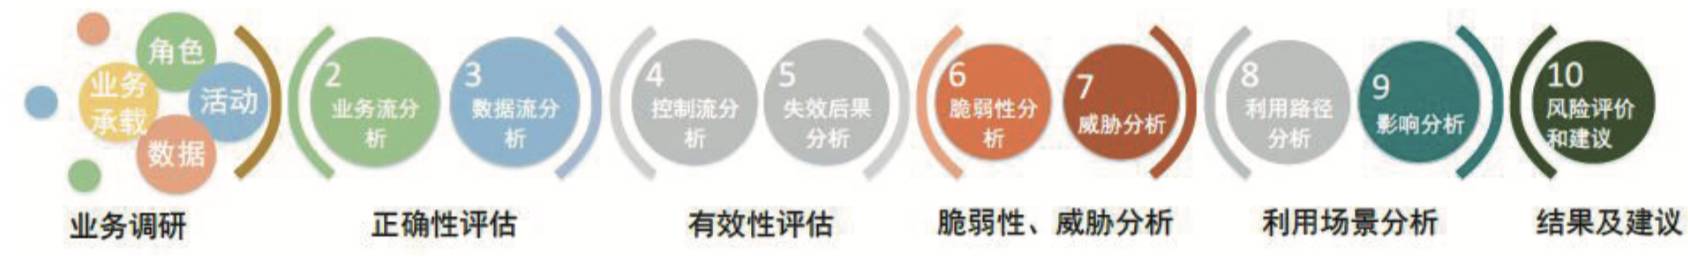 角色
业务
承载
活动
数据
业务调研
2
业务流分
析
3
数据流分
析
正确性评估
4
控制流分
析
5
失效后果
分析
有效性评估
6
脆弱性分
析
7
威胁分析
脆弱性、威胁分析
8
利用路径
分析
9
影响分析
利用场景分析
10
风险评价
和建议
结果及建议